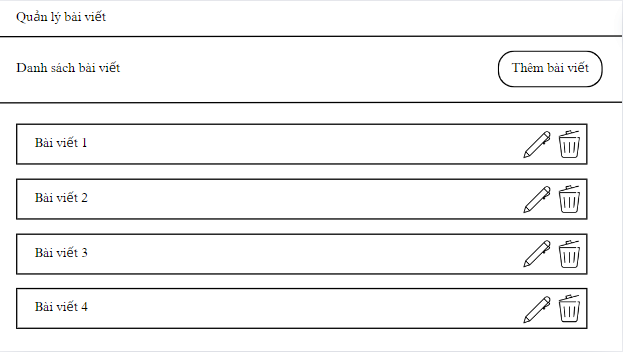 Quản lý bài viết
Danh sách bài viết
Thêm bài viết
Bài viết 1
Bài viết 2
Bài viết 3
Bài viết 4